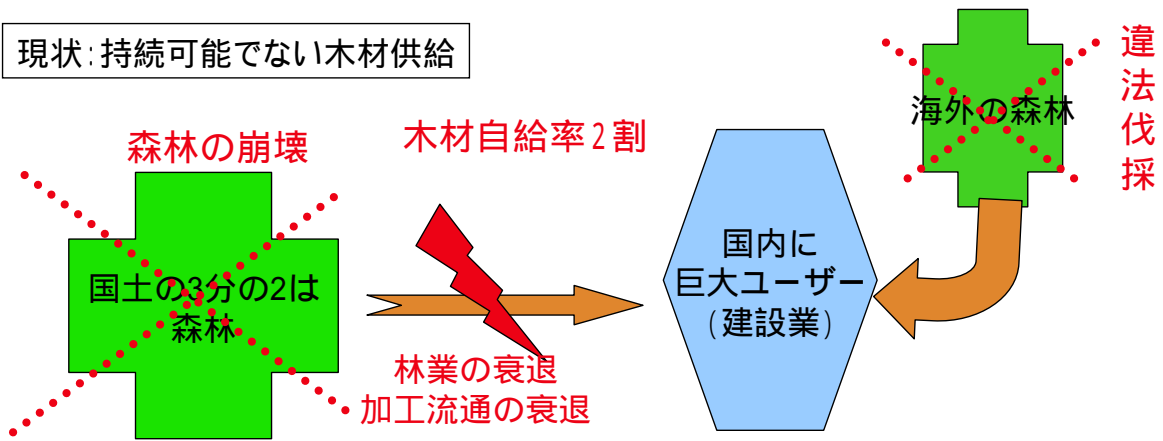 現状:持続可能でない木材供給
森林の崩壊
国土の3分の2は
森林
木材自給率2割
林業の衰退
加工流通の衰退
国内に
巨大ユーザー
(建設業)
海外の森林
違法伐採